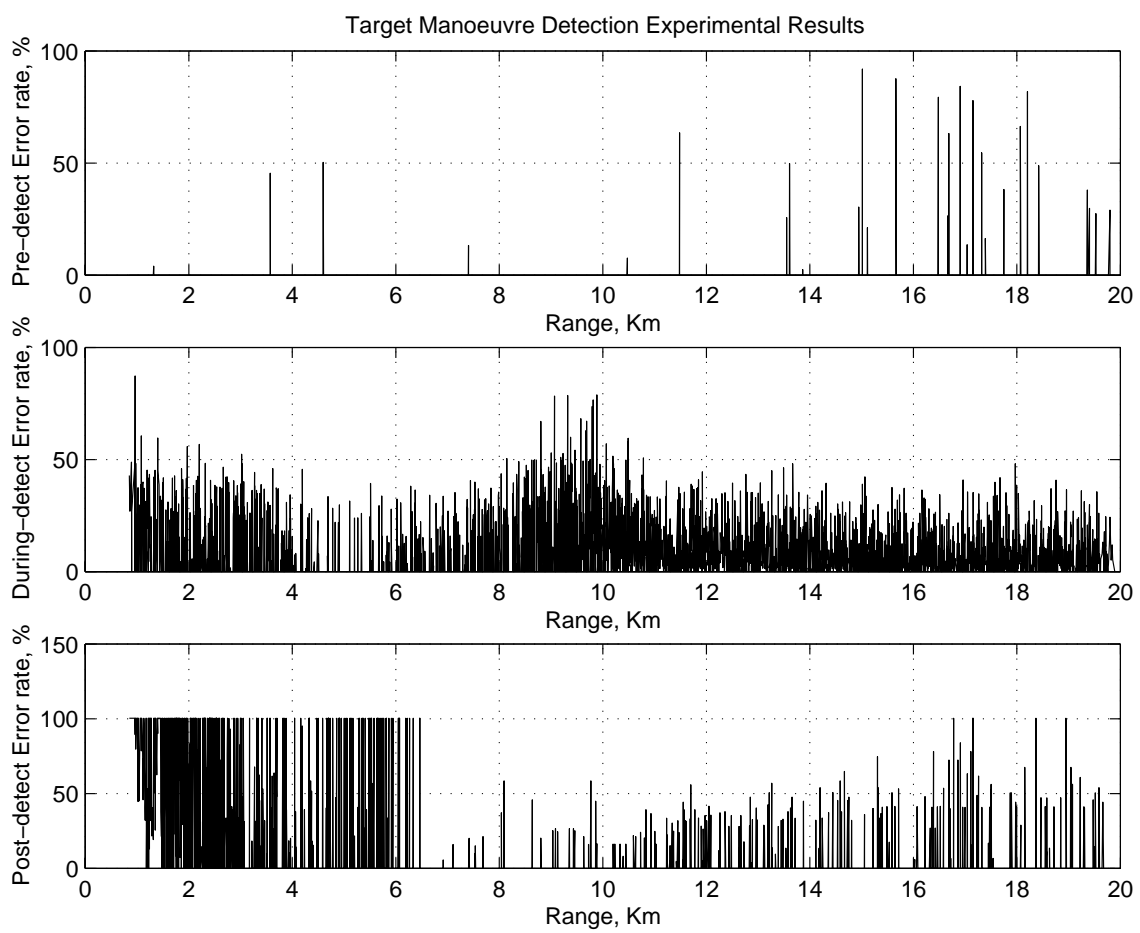 Target Manoeuvre Detection Experimental Results
Pre−detect Error rate, %
100
50
0
0 2 4 6 8 10 12 14 16 18 20
Range, Km
During−detect Error rate, %
100
50
0
0 2 4 6 8 10 12 14 16 18 20
Range, Km
Post−detect Error rate, %
150
100
50
0
0 2 4 6 8 10 12 14 16 18 20
Range, Km